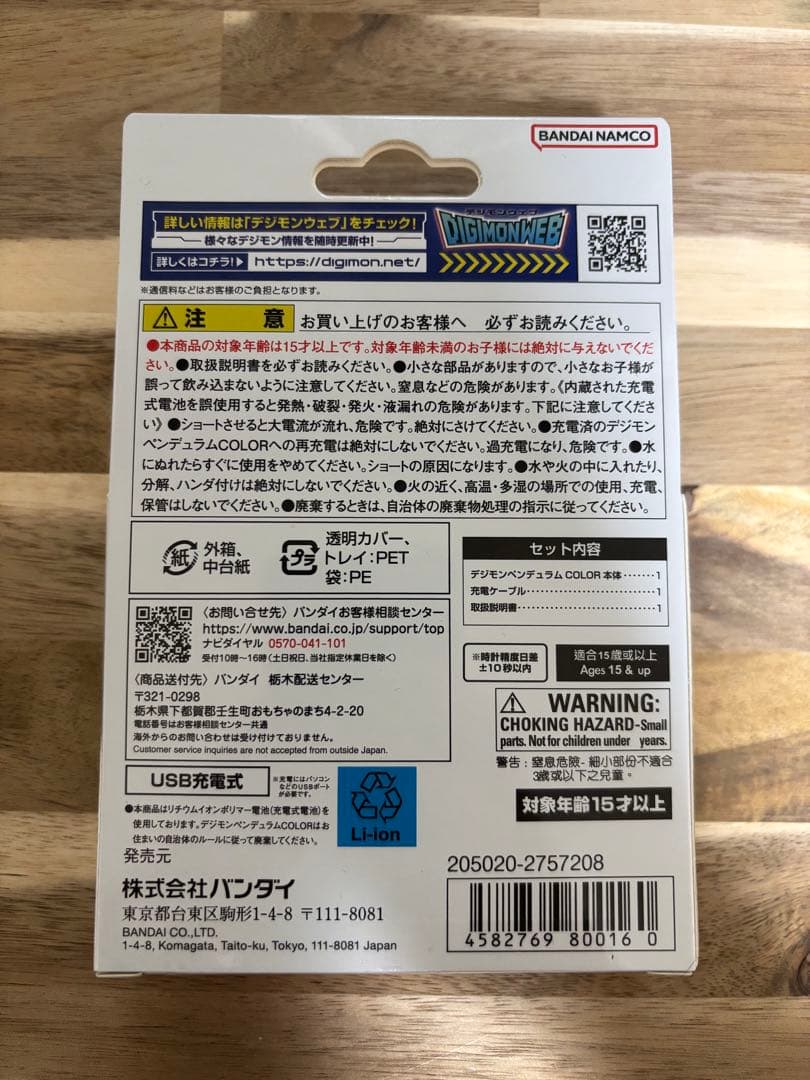 BANDAI NAMCO
詳しい情報は「デジモンウェブ」をチェック!
様々なデジモン情報を随時更新中!
詳しくはコチラ!▶ https://digimon.net/
デジモンウェブ
DIGIMONWEB
※通信料などはお客様のご負担となります。
⚠注 意 お買い上げのお客様へ 必ずお読みください。
●本商品の対象年齢は15才以上です。対象年齢未満のお子様には絶対に与えないでくだ
さい。●取扱説明書を必ずお読みください。●小さな部品がありますので、小さなお子様が
誤って飲み込まないように注意してください。窒息などの危険があります。《内蔵された充電
式電池を誤使用すると発熱・破裂・発火・液漏れの危険があります。下記に注意してくださ
い》●ショートさせると大電流が流れ、危険です。絶対にさけてください。●充電済のデジモン
ペンデュラムCOLORへの再充電は絶対にしないでください。過充電になり、危険です。●水
にぬれたらすぐに使用をやめてください。ショートの原因になります。●水や火の中に入れたり、
分解、ハンダ付けは絶対にしないでください。●火の近く、高温・多湿の場所での使用、充電、
保管はしないでください。●廃棄するときは、自治体の廃棄物処理の指示に従ってください。
紙 外箱、
中台紙
プラ 透明カバー、
トレイ:PET
袋:PE
セット内容
デジモンペンデュラム COLOR 本体……1
充電ケーブル……………………1
取扱説明書………………………1
〈お問い合せ先〉バンダイお客様相談センター
https://www.bandai.co.jp/support/top
ナビダイヤル 0570-041-101
受付10時〜16時(土日祝日、当社指定休業日を除く)
〈商品送付先〉バンダイ 栃木配送センター
〒321-0298
栃木県下都賀郡壬生町おもちゃのまち4-2-20
電話番号はお客様相談センター共通
海外からのお問い合わせは受け付けておりません。
Customer service inquiries are not accepted from outside Japan.
※時計精度日差
±10秒以内
適合15歲或以上
Ages 15 & up
⚠ WARNING:
CHOKING HAZARD-Small
parts. Not for children under years.
警告:窒息危險- 細小部份不適合
3歲或以下之兒童。
対象年齢15才以上
USB充電式
※充電にはパソコン
などのUSBポート
が必要です。
Li-ion
●本商品はリチウムイオンポリマー電池(充電式電池)を
使用しております。デジモンペンデュラムCOLORはお
住まいの自治体のルールに従って廃棄してください。
発売元
株式会社バンダイ
東京都台東区駒形1-4-8 〒111-8081
BANDAI CO.,LTD.
1-4-8, Komagata, Taito-ku, Tokyo, 111-8081 Japan
205020-2757208
4582769 80016 0